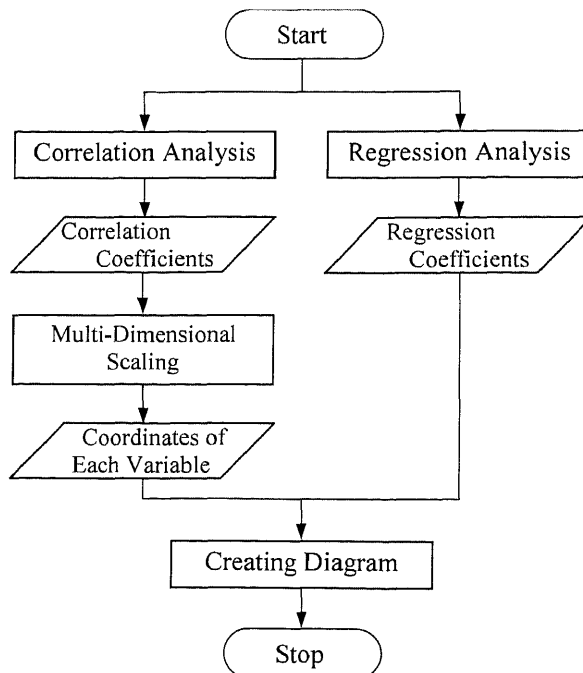 Start
Correlation Analysis
Regression Analysis
Correlation
Coefficients
Regression
Coefficients
Multi-Dimensional
Scaling
Coordinates of
Each Variable
Creating Diagram
Stop